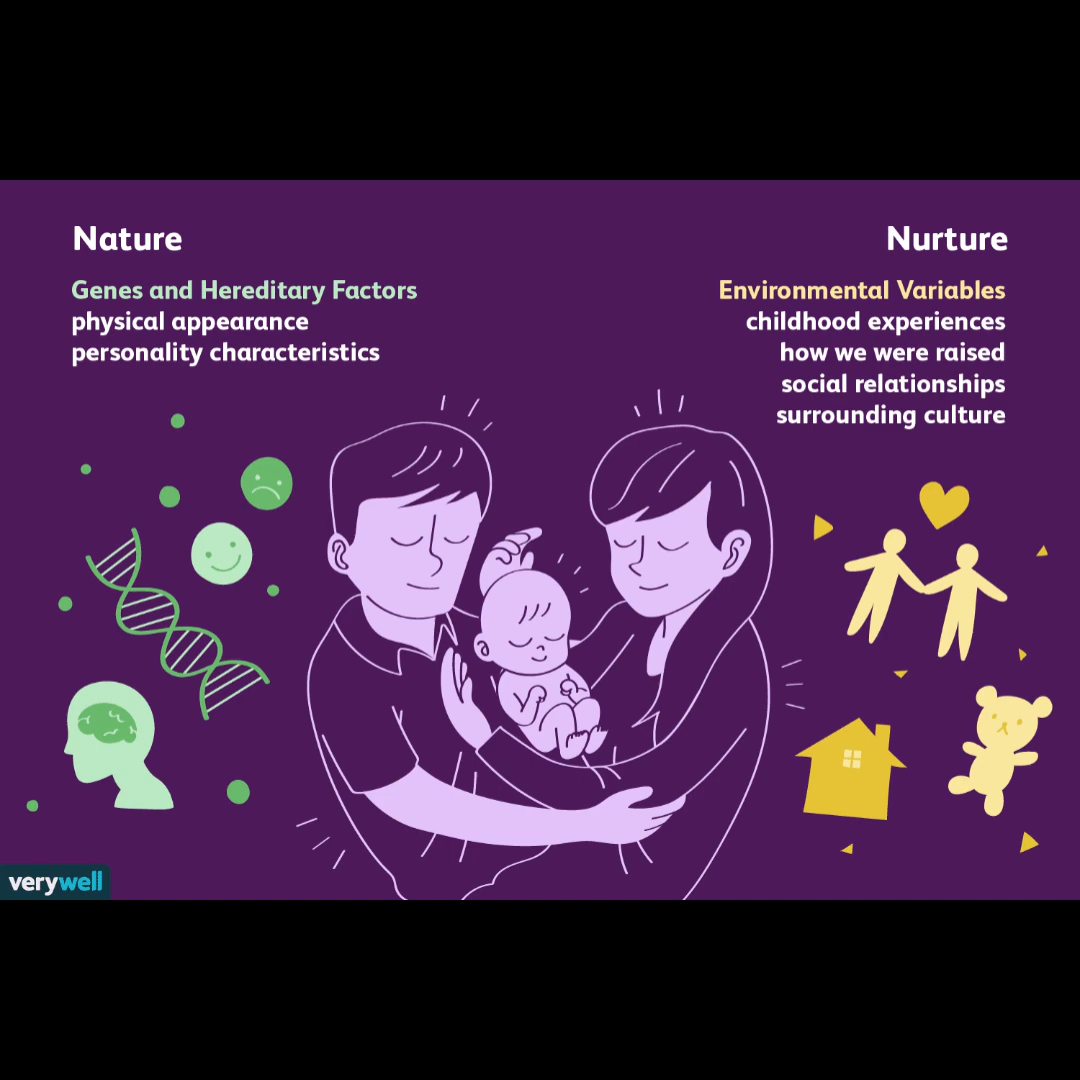 Nature
Genes and Hereditary Factors
physical appearance
personality characteristics
Nurture
Environmental Variables
childhood experiences
how we were raised
social relationships
surrounding culture
verywell